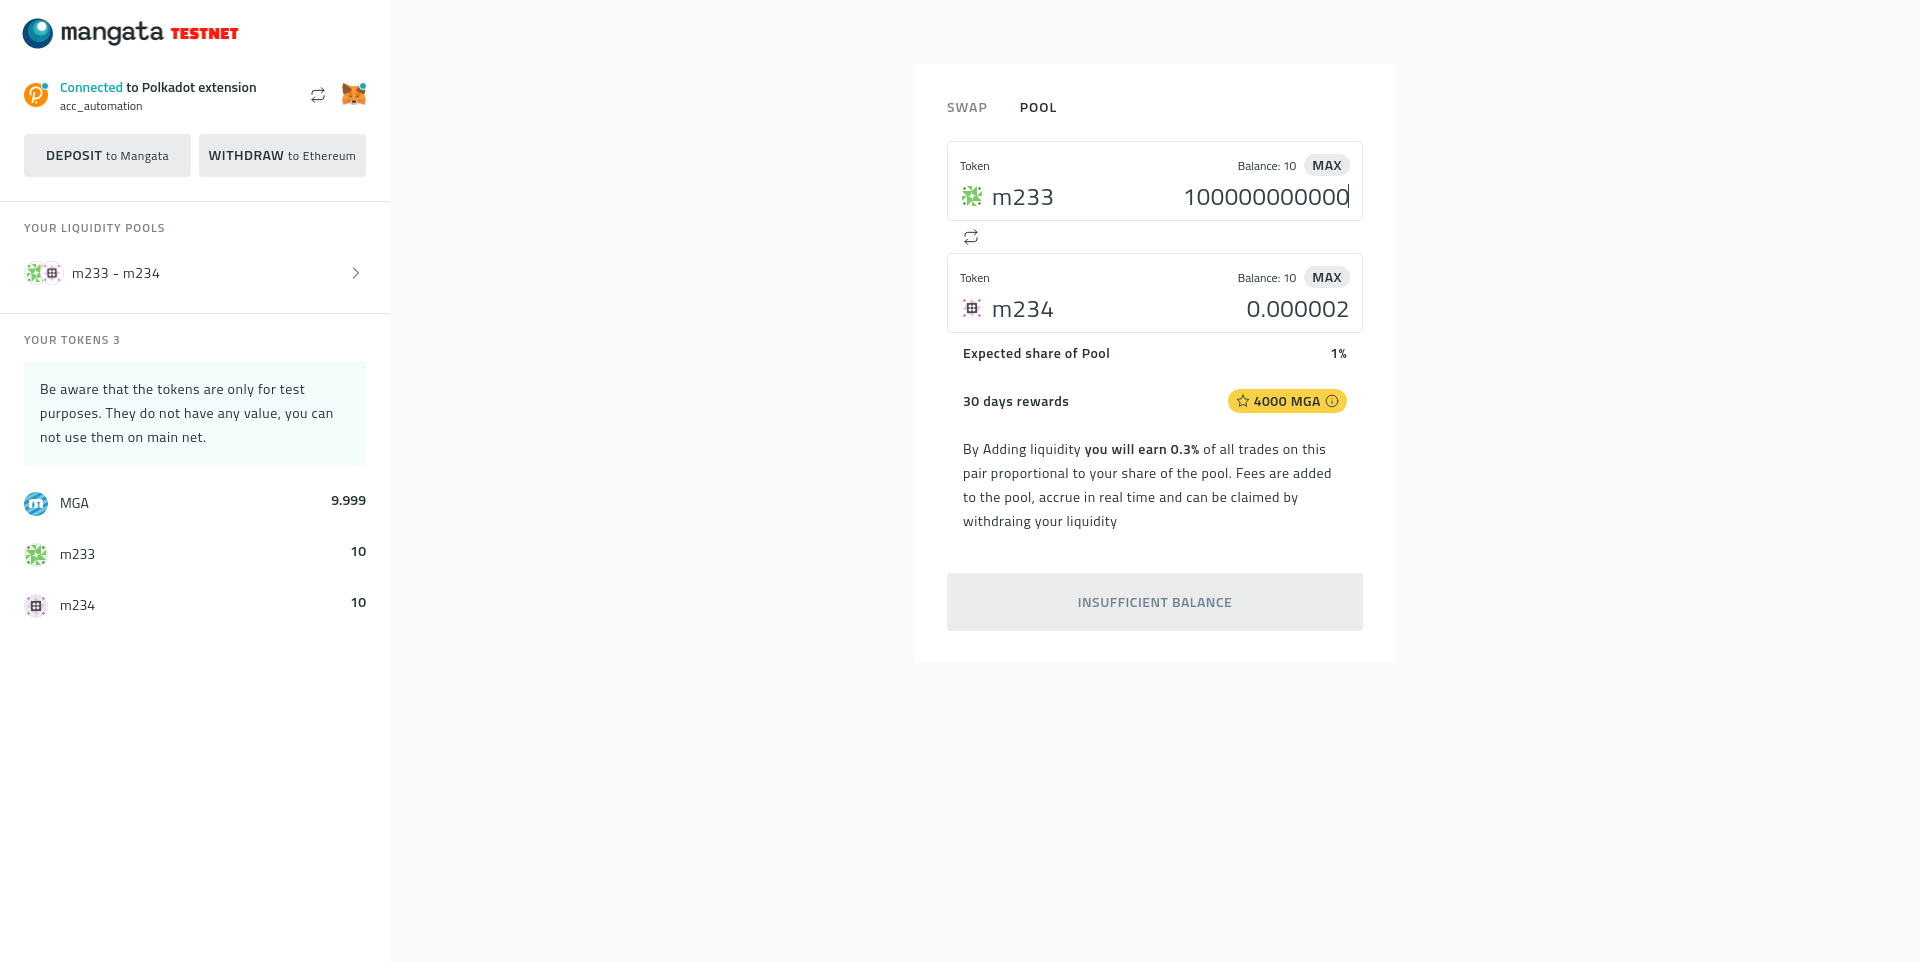 mangata TESTNET
Connected to Polkadot extension
acc_automation
DEPOSIT to Mangata
WITHDRAW to Ethereum
YOUR LIQUIDITY POOLS
m233 - m234
YOUR TOKENS 3
Be aware that the tokens are only for test
purposes. They do not have any value, you can
not use them on main net.
MGA 9.999
m233 10
m234 10
SWAP POOL
Token Balance: 10 MAX
m233 100000000000
Token Balance: 10 MAX
m234 0.000002
Expected share of Pool 1%
30 days rewards 4000 MGA
By Adding liquidity you will earn 0.3% of all trades on this
pair proportional to your share of the pool. Fees are added
to the pool, accrue in real time and can be claimed by
withdraing your liquidity
INSUFFICIENT BALANCE